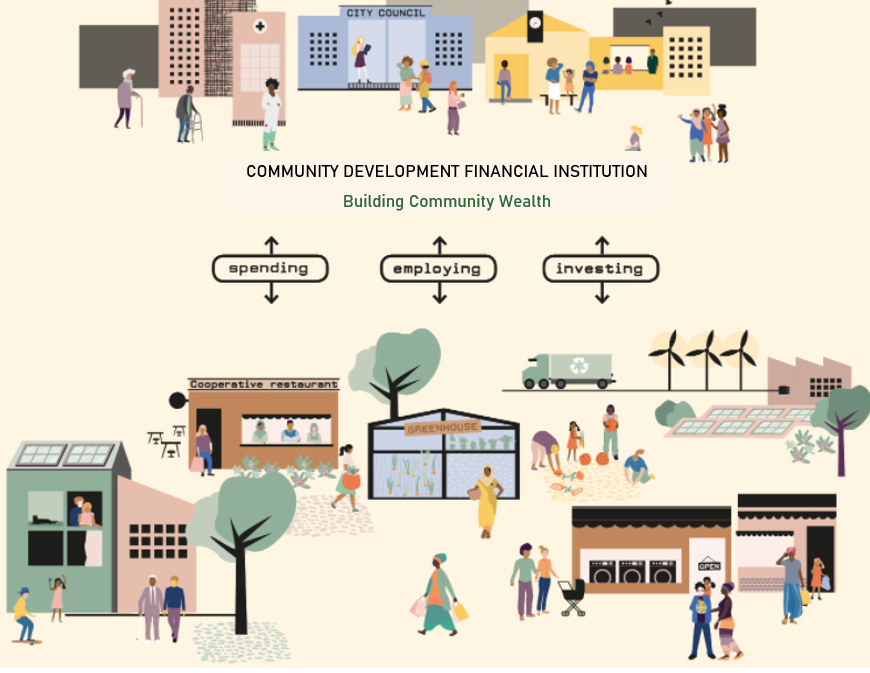 CITY COUNCIL
COMMUNITY DEVELOPMENT FINANCIAL INSTITUTION
Building Community Wealth
spending
employing
investing
Cooperative restaurant
GREENHOUSE
OPEN